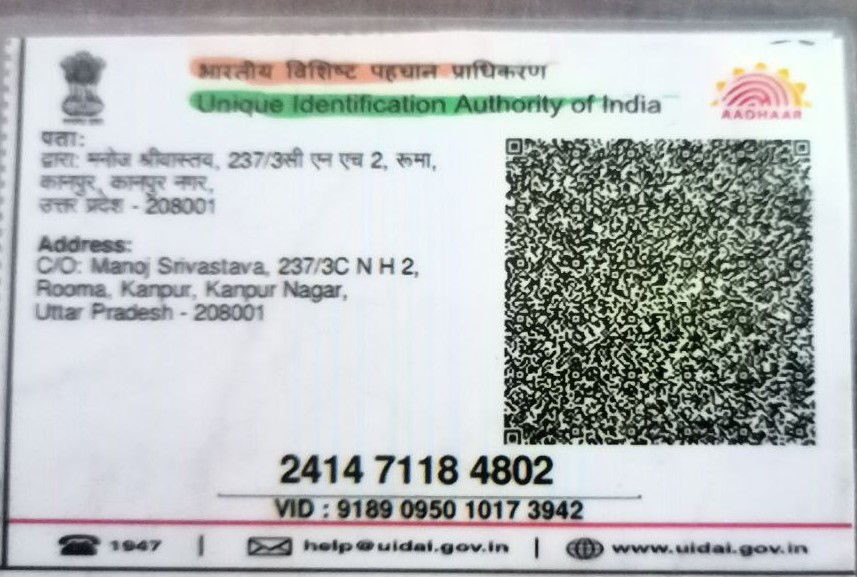 भारतीय विशिष्ट पहचान प्राधिकरण
Unique Identification Authority of India
AADHAAR
पता:
द्वारा: मनोज श्रीवास्तव, 237/3सी एन एच 2, रूमा,
कानपुर, कानपुर नगर,
उत्तर प्रदेश - 208001
Address:
C/O: Manoj Srivastava, 237/3C N H 2,
Rooma, Kanpur, Kanpur Nagar,
Uttar Pradesh - 208001
2414 7118 4802
VID : 9189 0950 1017 3942
1947 | help@uidai.gov.in | www.uidai.gov.in